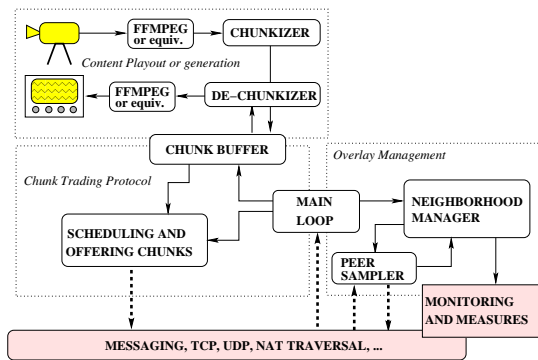 FFMPEG
or equiv.
CHUNKIZER
Content Playout or generation
FFMPEG
or equiv.
DE-CHUNKIZER
CHUNK BUFFER
Overlay Management
Chunk Trading Protocol
MAIN
LOOP
NEIGHBORHOOD
MANAGER
SCHEDULING AND
OFFERING CHUNKS
PEER
SAMPLER
MONITORING
AND MEASURES
MESSAGING, TCP, UDP, NAT TRAVERSAL, ...